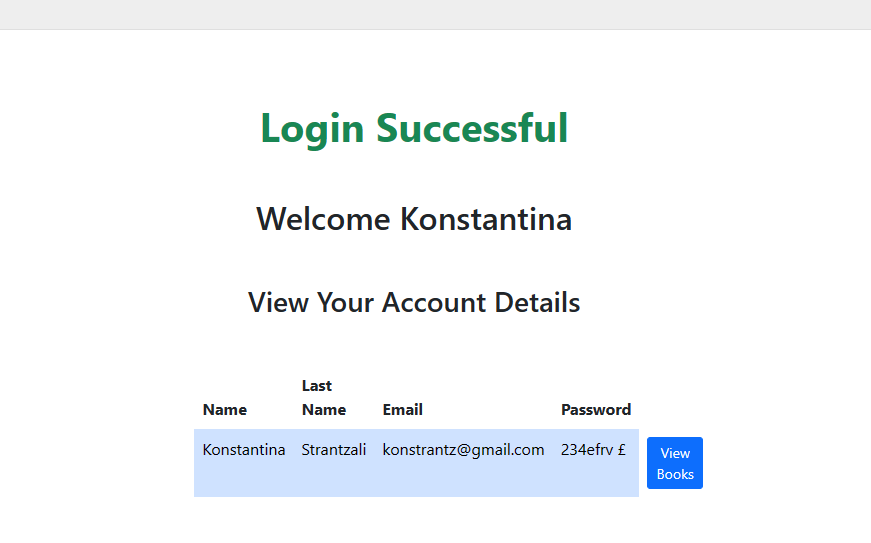 Login Successful
Welcome Konstantina
View Your Account Details
Name Last Name Email Password
Konstantina Strantzali konstrantz@gmail.com 234efrv £ View Books